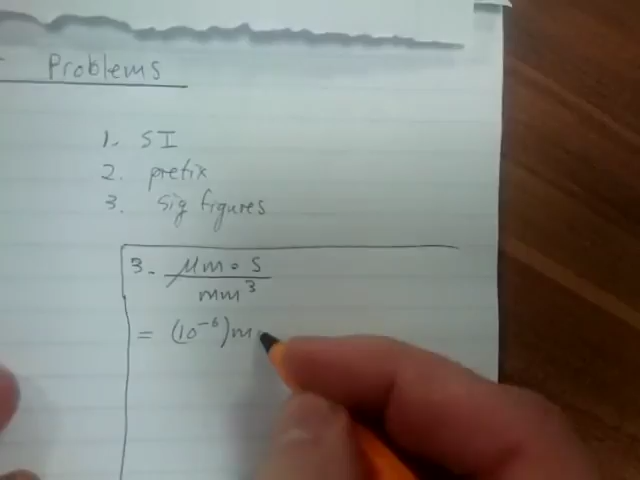 Problems
1. SI
2. prefix
3. sig figures
3. μm • s
mm³
= (10⁻⁶)m